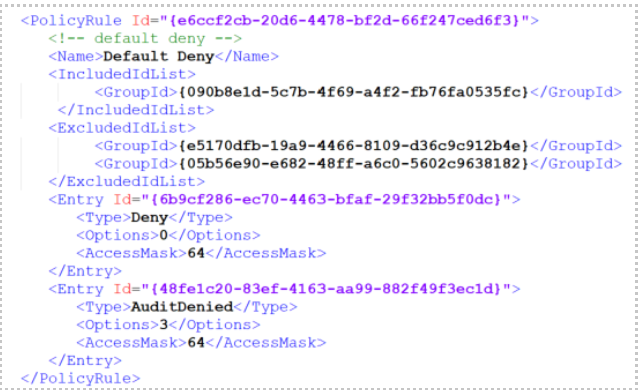 <PolicyRule Id="{e6ccf2cb-20d6-4478-bf2d-66f247ced6f3}">
<!-- default deny -->
<Name>Default Deny</Name>
<IncludedIdList>
<GroupId>{090b8e1d-5c7b-4f69-a4f2-fb76fa0535fc}</GroupId>
</IncludedIdList>
<ExcludedIdList>
<GroupId>{e5170dfb-19a9-4466-8109-d36c9c912b4e}</GroupId>
<GroupId>{05b56e90-e682-48ff-a6c0-5602c9638182}</GroupId>
</ExcludedIdList>
<Entry Id="{6b9cf286-ec70-4463-bfaf-29f32bb5f0dc}">
<Type>Deny</Type>
<Options>0</Options>
<AccessMask>64</AccessMask>
</Entry>
<Entry Id="{48fe1c20-83ef-4163-aa99-882f49f3ec1d}">
<Type>AuditDenied</Type>
<Options>3</Options>
<AccessMask>64</AccessMask>
</Entry>
</PolicyRule>